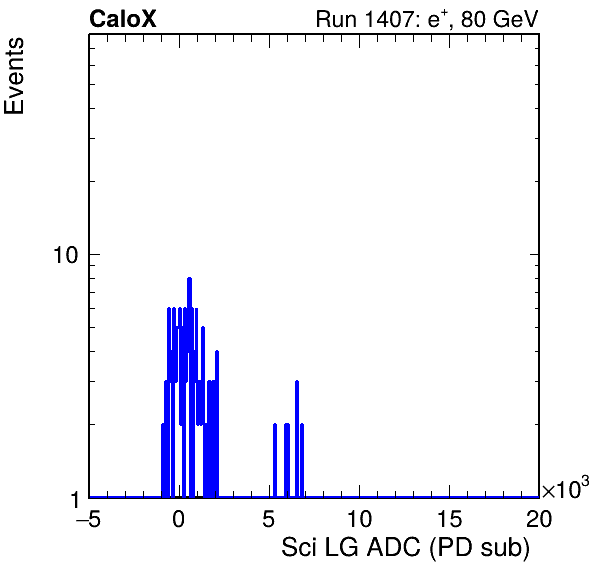 CaloX Run 1407: e⁺, 80 GeV
Events
10
1
−5 0 5 10 15 20
×10³
Sci LG ADC (PD sub)